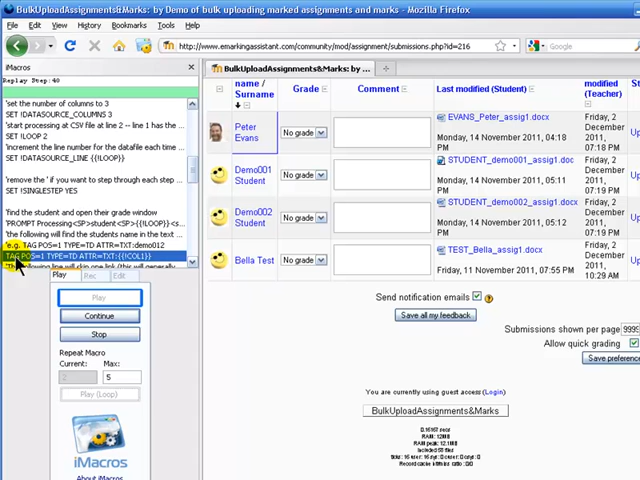 BulkUploadAssignments&Marks: by Demo of bulk uploading marked assignments and marks - Mozilla Firefox
File Edit View History Bookmarks Tools Help
http://www.emarkingassistant.com/community/mod/assignment/submissions.php?id=216
Google
iMacros
BulkUploadAssignments&Marks: by ...
Replay Step:40
'set the number of columns to 3
SET !DATASOURCE_COLUMNS 3
'start processing at CSV file at line 2 -- line 1 has the
SET !LOOP 2
'increment the line number for the datafile each time
SET !DATASOURCE_LINE {{!LOOP}}
'remove the ' if you want to step through each step
SET !SINGLESTEP YES
'find the student and open their grade window
'PROMPT Processing<SP>student<SP>{{!LOOP}}<s
'the following will find the students name in the text
'e.g. TAG POS=1 TYPE=TD ATTR=TXT:demo012
TAG POS=1 TYPE=TD ATTR=TXT:{{!COL1}}
Play Rec Edit
Play
Continue
Stop
Repeat Macro
Current: Max:
2 5
Play (Loop)
iMacros
About iMacros
name / Surname
Grade
Comment
Last modified (Student)
modified (Teacher)
Peter Evans
No grade
EVANS_Peter_assig1.docx
Monday, 14 November 2011, 04:18 PM
Friday, 2 December 2011, 07:18 PM
Demo001 Student
No grade
STUDENT_demo001_assig1.doc
Monday, 14 November 2011, 05:11 PM
Friday, 2 December 2011, 07:19 PM
Demo002 Student
No grade
STUDENT_demo002_assig1.doc
Monday, 14 November 2011, 05:12 PM
Friday, 2 December 2011, 07:19 PM
Bella Test
No grade
TEST_Bella_assig1.docx
Friday, 11 November 2011, 07:55 PM
Friday, 2 December 2011, 10:29 AM
Send notification emails
Save all my feedback
Submissions shown per page 9999
Allow quick grading
Save preference
You are currently using guest access (Login)
BulkUploadAssignments&Marks
Included 53 files